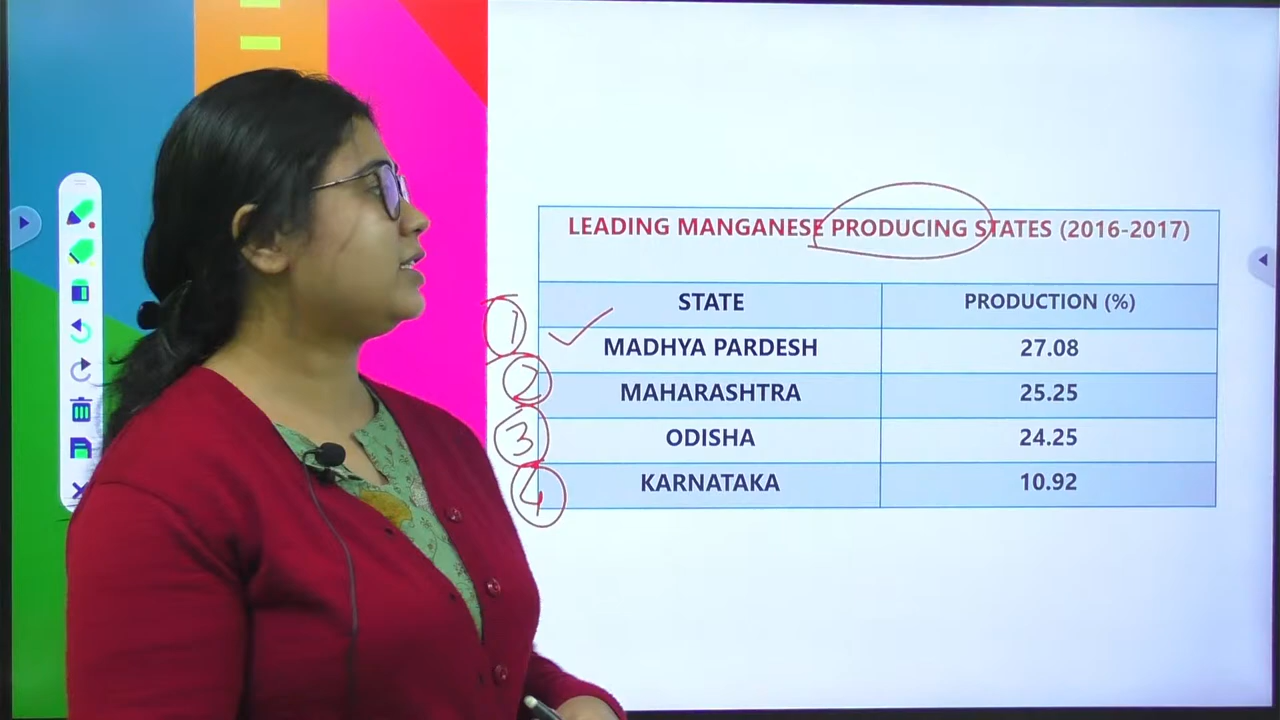 LEADING MANGANESE PRODUCING STATES (2016-2017)
STATE PRODUCTION (%)
1 MADHYA PARDESH 27.08
2 MAHARASHTRA 25.25
3 ODISHA 24.25
4 KARNATAKA 10.92